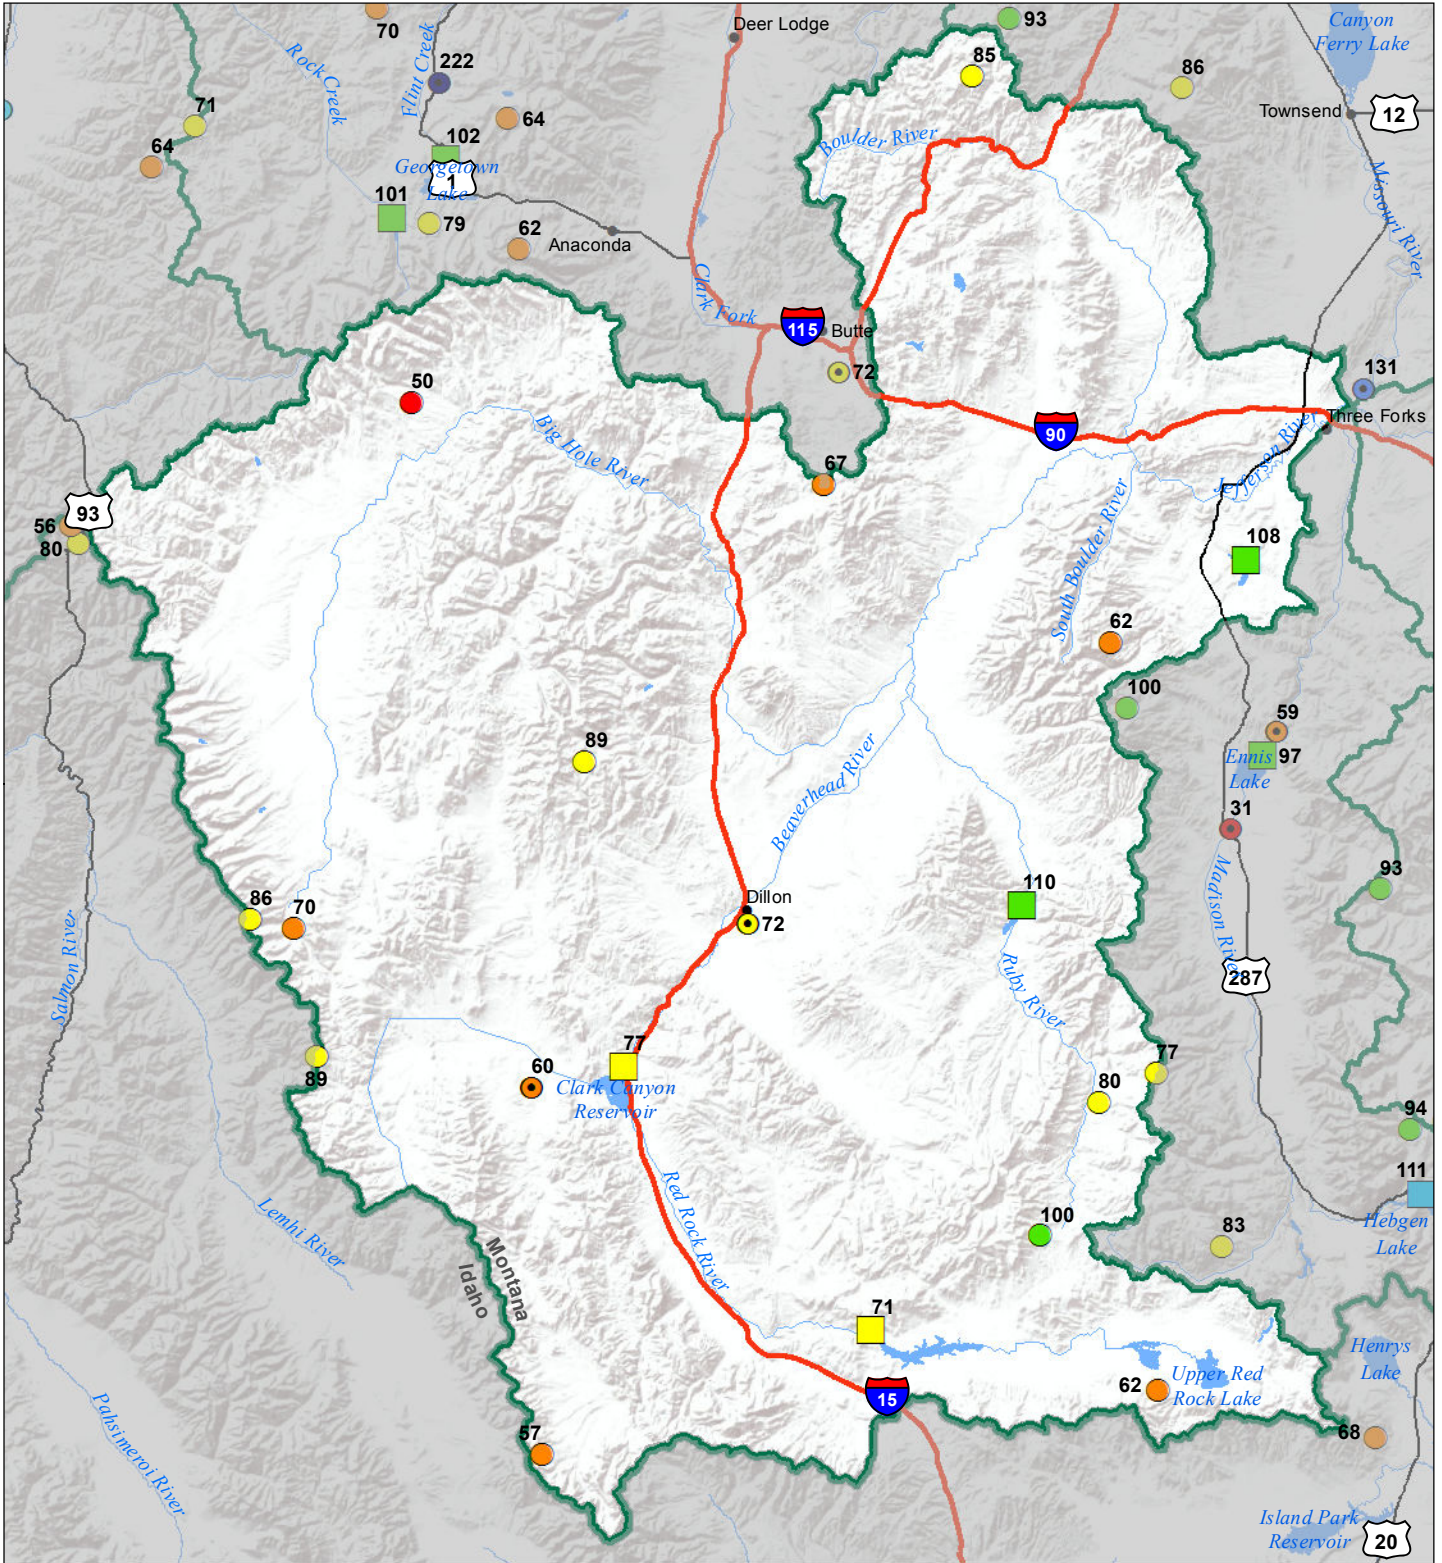 70
Deer Lodge
93
Canyon
Ferry Lake
Rock Creek
Flint Creek
222
85
86
71
64
Townsend
12
64
102
Georgetown
Lake
1
Boulder River
Missouri River
101
79
62
Anaconda
Clark Fork
115
Butte
72
131
50
Big Hole River
90
Three Forks
Jefferson River
67
93
56
80
South Boulder River
108
62
100
59
Ennis
Lake
97
89
Beaverhead River
31
Madison River
93
110
86
70
Dillon
72
Salmon River
Ruby River
287
77
89
60
Clark Canyon
Reservoir
77
80
94
111
Hebgen
Lake
Red Rock River
Lemhi River
100
83
Montana
Idaho
71
Henrys
Lake
62
Upper Red
Rock Lake
15
Pahsimeroi River
57
68
Island Park
Reservoir
20